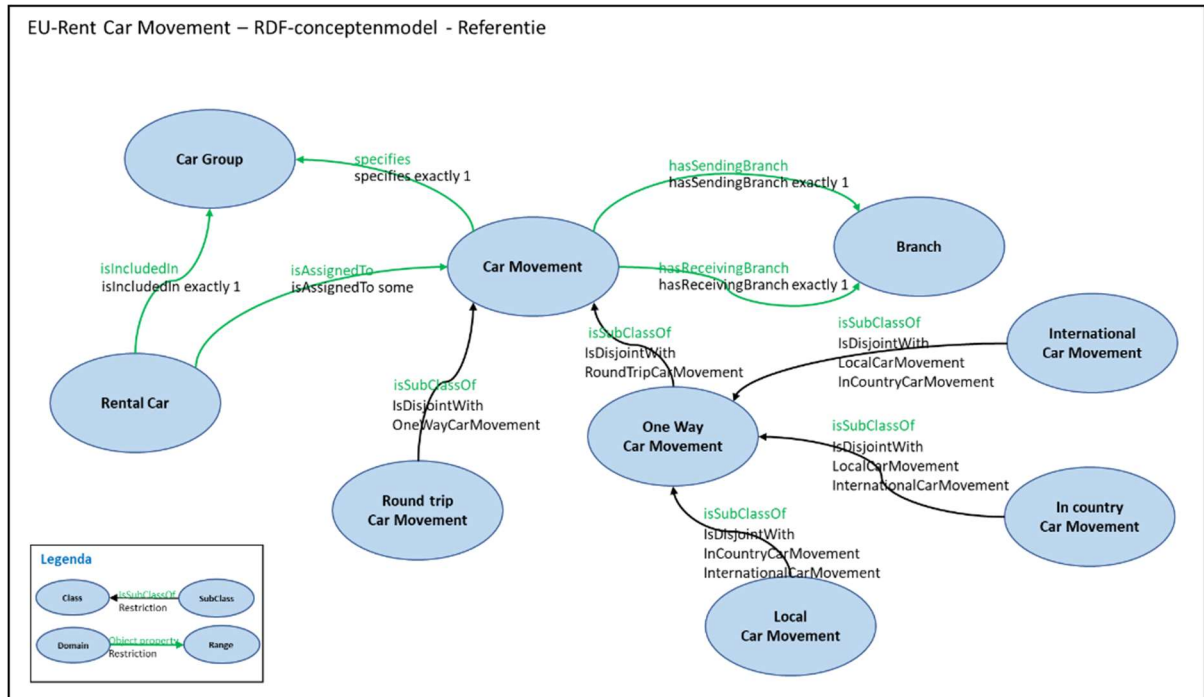 EU-Rent Car Movement – RDF-conceptenmodel - Referentie
Car Group
specifies
specifies exactly 1
hasSendingBranch
hasSendingBranch exactly 1
Branch
Car Movement
isIncludedIn
isIncludedIn exactly 1
isAssignedTo
isAssignedTo some
hasReceivingBranch
hasReceivingBranch exactly 1
Rental Car
isSubClassOf
IsDisjointWith
RoundTripCarMovement
isSubClassOf
IsDisjointWith
LocalCarMovement
InCountryCarMovement
International
Car Movement
isSubClassOf
IsDisjointWith
OneWayCarMovement
One Way
Car Movement
isSubClassOf
IsDisjointWith
LocalCarMovement
InternationalCarMovement
Round trip
Car Movement
In country
Car Movement
isSubClassOf
IsDisjointWith
InCountryCarMovement
InternationalCarMovement
Local
Car Movement
Legenda
Class
isSubClassOf
Restriction
SubClass
Domain
Object property
Restriction
Range